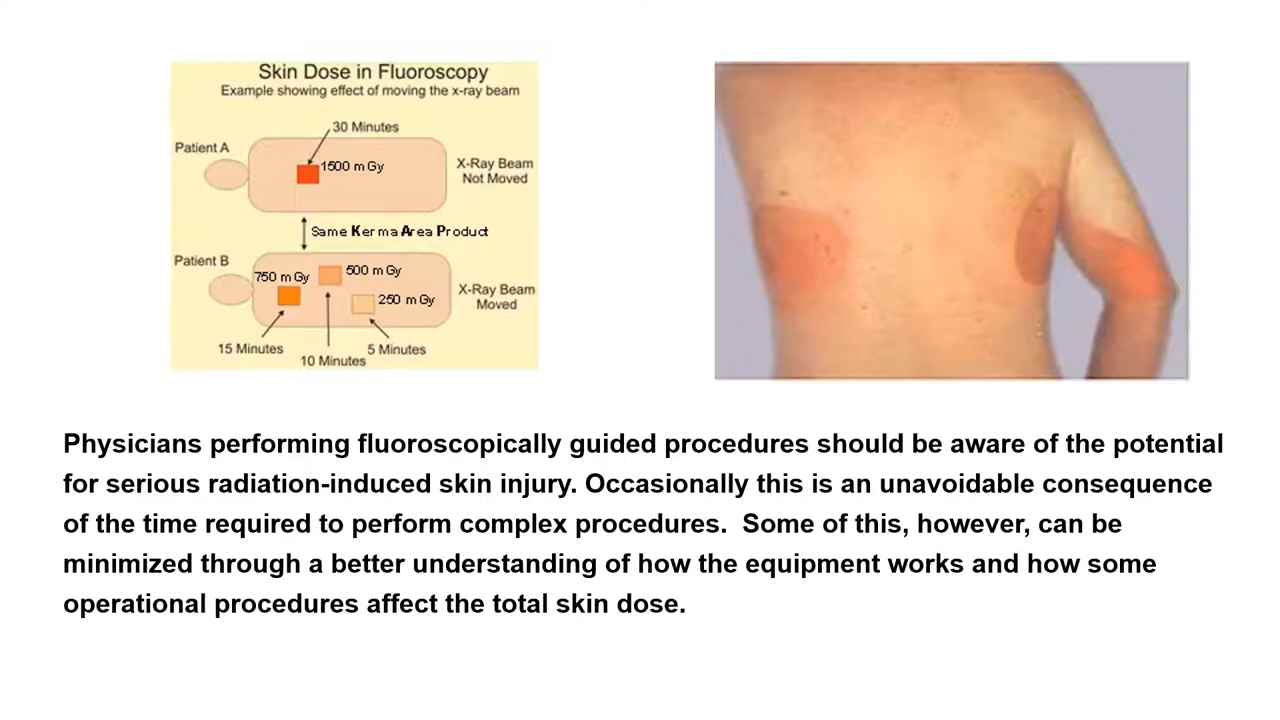 Skin Dose in Fluoroscopy
Example showing effect of moving the x-ray beam
30 Minutes
Patient A
1500 mGy
X-Ray Beam
Not Moved
Same Kerma Area Product
Patient B
750 mGy
500 mGy
250 mGy
X-Ray Beam
Moved
15 Minutes
10 Minutes
5 Minutes
Physicians performing fluoroscopically guided procedures should be aware of the potential
for serious radiation-induced skin injury. Occasionally this is an unavoidable consequence
of the time required to perform complex procedures.  Some of this, however, can be
minimized through a better understanding of how the equipment works and how some
operational procedures affect the total skin dose.